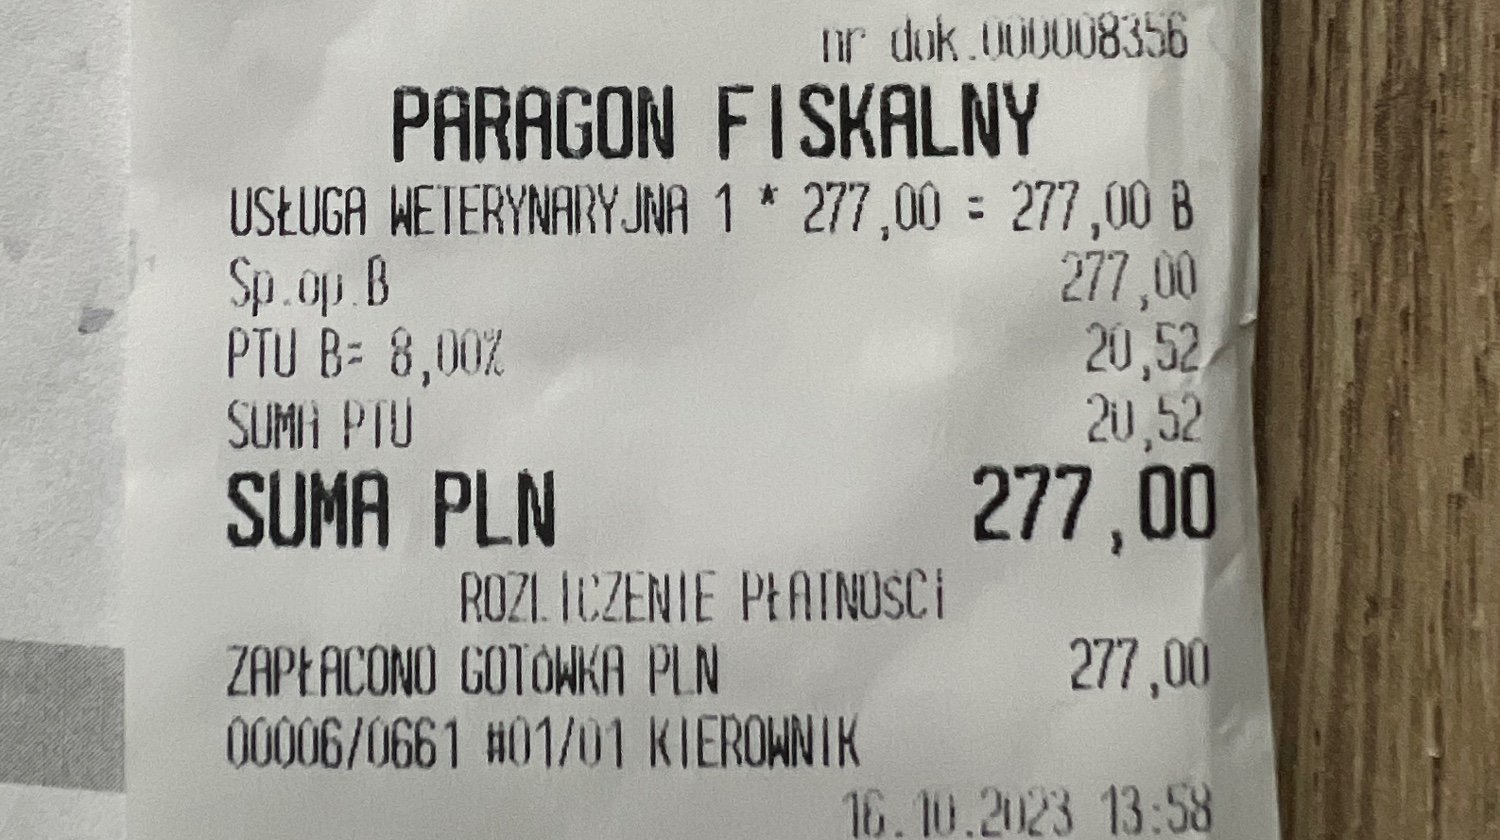 nr dok.000008356
PARAGON FISKALNY
USŁUGA WETERYNARYJNA 1 * 277,00 = 277,00 B
Sp.op.B 277,00
PTU B= 8,00% 20,52
SUMA PTU 20,52
SUMA PLN 277,00
ROZLICZENIE PŁATNOŚCI
ZAPŁACONO GOTÓWKA PLN 277,00
00006/0661 #01/01 KIEROWNIK
16.10.2023 13:58